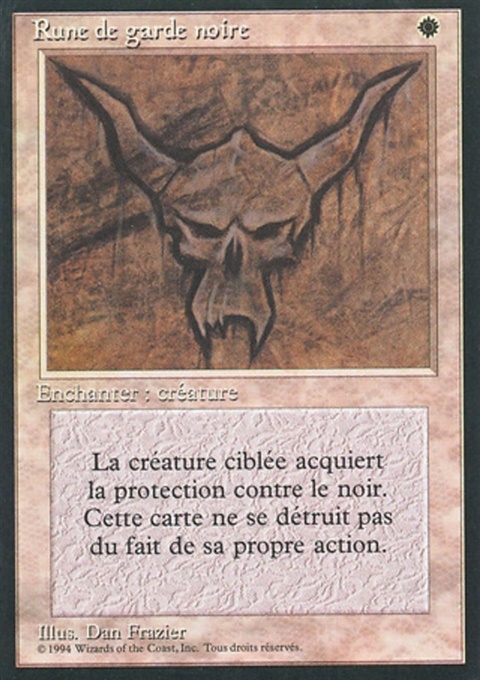 Rune de garde noire
Enchanter : créature
La créature ciblée acquiert
la protection contre le noir.
Cette carte ne se détruit pas
du fait de sa propre action.
Illus. Dan Frazier
© 1994 Wizards of the Coast, Inc. Tous droits réservés.